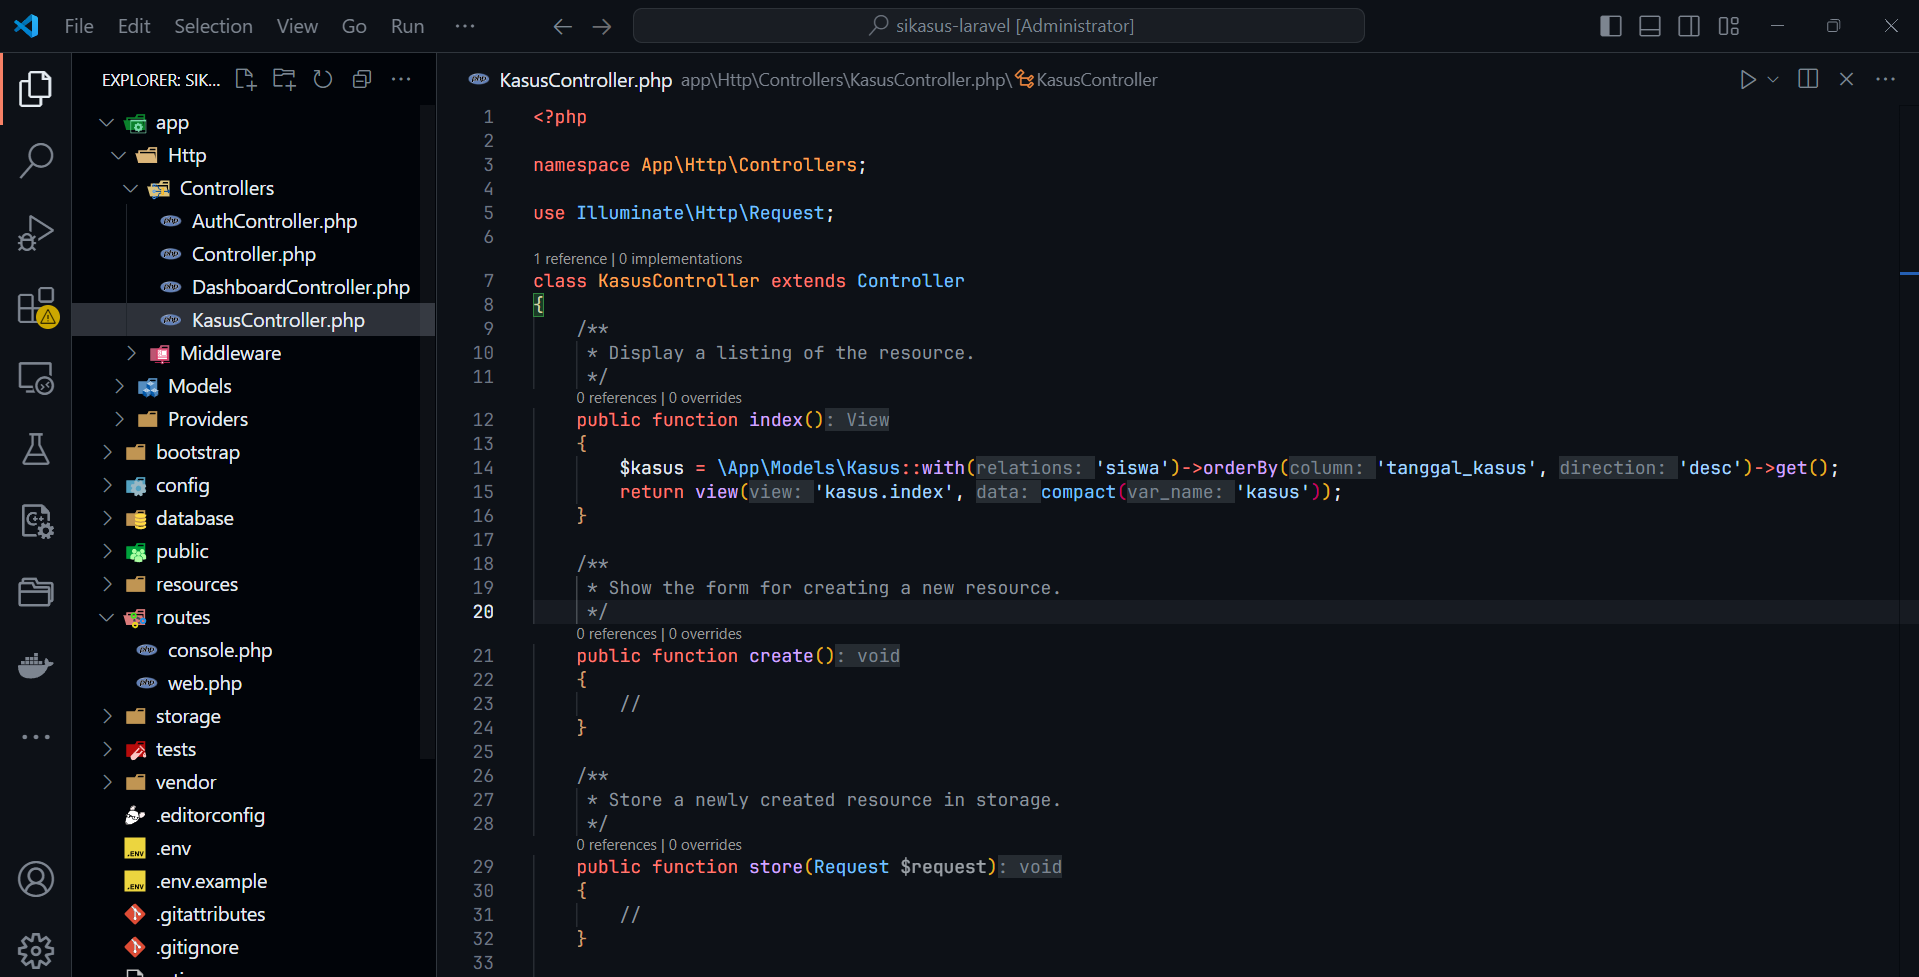 File Edit Selection View Go Run ··· sikasus-laravel [Administrator]
EXPLORER: SIK...
app
Http
Controllers
AuthController.php
Controller.php
DashboardController.php
KasusController.php
Middleware
Models
Providers
bootstrap
config
database
public
resources
routes
console.php
web.php
storage
tests
vendor
.editorconfig
.env
.env.example
.gitattributes
.gitignore
KasusController.php app\Http\Controllers\KasusController.php\KasusController
1 <?php
2
3 namespace App\Http\Controllers;
4
5 use Illuminate\Http\Request;
6
1 reference | 0 implementations
7 class KasusController extends Controller
8 {
9 /**
10 * Display a listing of the resource.
11 */
0 references | 0 overrides
12 public function index(): View
13 {
14 $kasus = \App\Models\Kasus::with(relations: 'siswa')->orderBy(column: 'tanggal_kasus', direction: 'desc')->get();
15 return view(view: 'kasus.index', data: compact(var_name: 'kasus'));
16 }
17
18 /**
19 * Show the form for creating a new resource.
20 */
0 references | 0 overrides
21 public function create(): void
22 {
23 //
24 }
25
26 /**
27 * Store a newly created resource in storage.
28 */
0 references | 0 overrides
29 public function store(Request $request): void
30 {
31 //
32 }
33